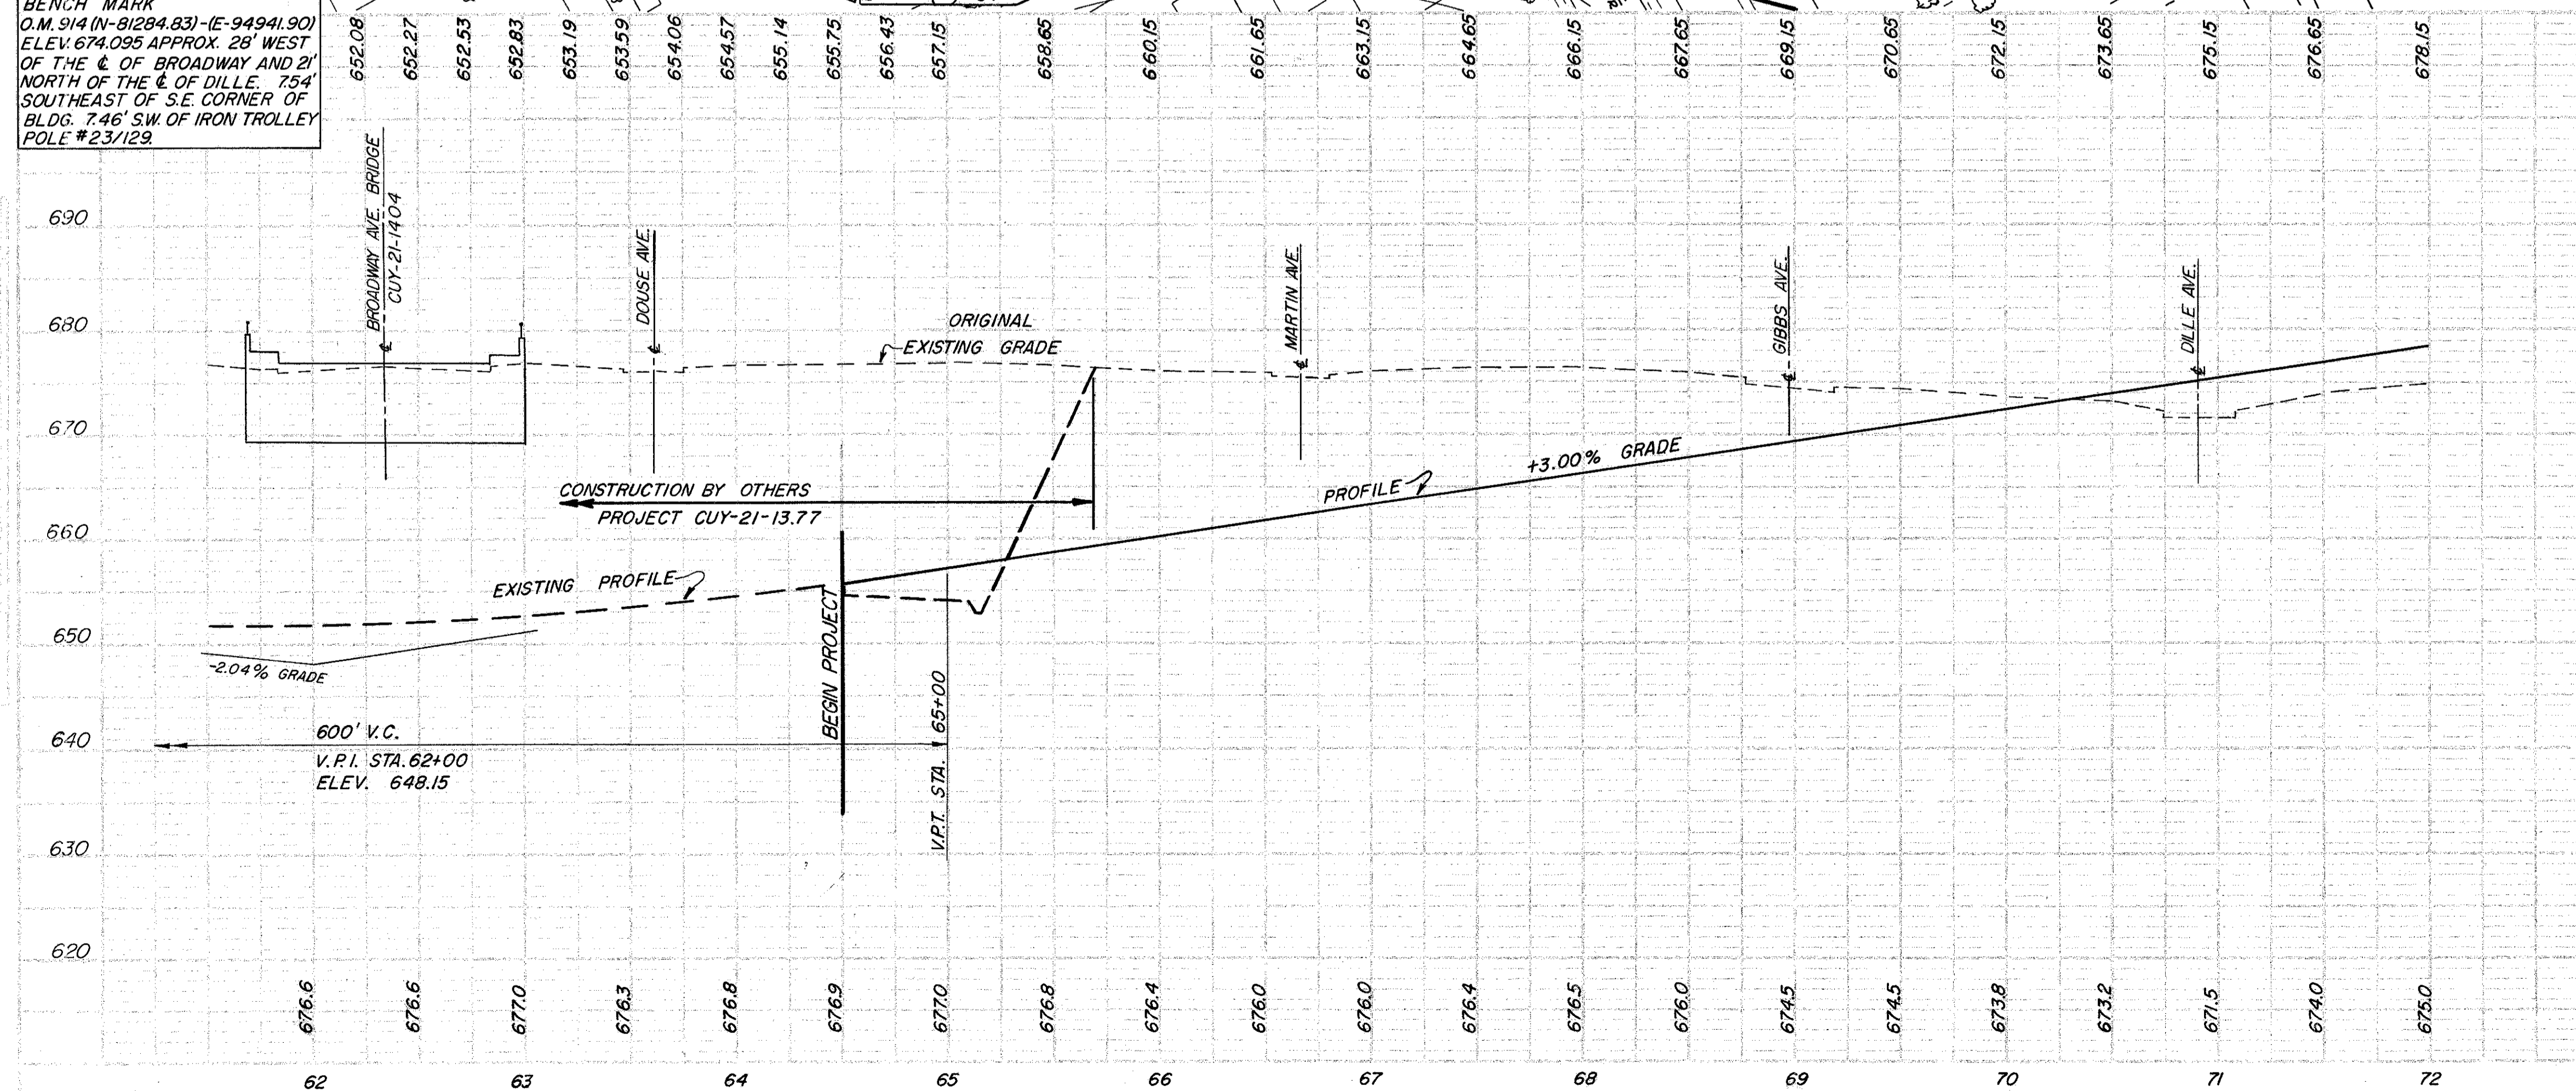 BENCH MARK
O.M. 914 (N-81284.83)-(E-94941.90)
ELEV. 674.095 APPROX. 28' WEST
OF THE ℄ OF BROADWAY AND 21'
NORTH OF THE ℄ OF DILLE. 7.54'
SOUTHEAST OF S.E. CORNER OF
BLDG. 7.46' S.W. OF IRON TROLLEY
POLE #23/129.
652.08 652.27 652.53 652.83 653.19 653.59 654.06 654.57 655.14 655.75 656.43 657.15 658.65 660.15 661.65 663.15 664.65 666.15 667.65 669.15 670.65 672.15 673.65 675.15 676.65 678.15
BROADWAY AVE. BRIDGE
CUY-21-1404
DOUSE AVE.
MARTIN AVE.
GIBBS AVE.
DILLE AVE.
690
680
670
660
650
640
630
620
ORIGINAL
EXISTING GRADE
CONSTRUCTION BY OTHERS
PROJECT CUY-21-13.77
+3.00% GRADE
PROFILE
EXISTING PROFILE
-2.04% GRADE
BEGIN PROJECT
600' V.C.
V.P.I. STA. 62+00
ELEV. 648.15
V.P.T. STA. 65+00
676.6 676.6 677.0 676.3 676.8 676.9 677.0 676.8 676.4 676.0 676.0 676.4 676.5 676.0 674.5 674.5 673.8 673.2 671.5 674.0 675.0
62 63 64 65 66 67 68 69 70 71 72